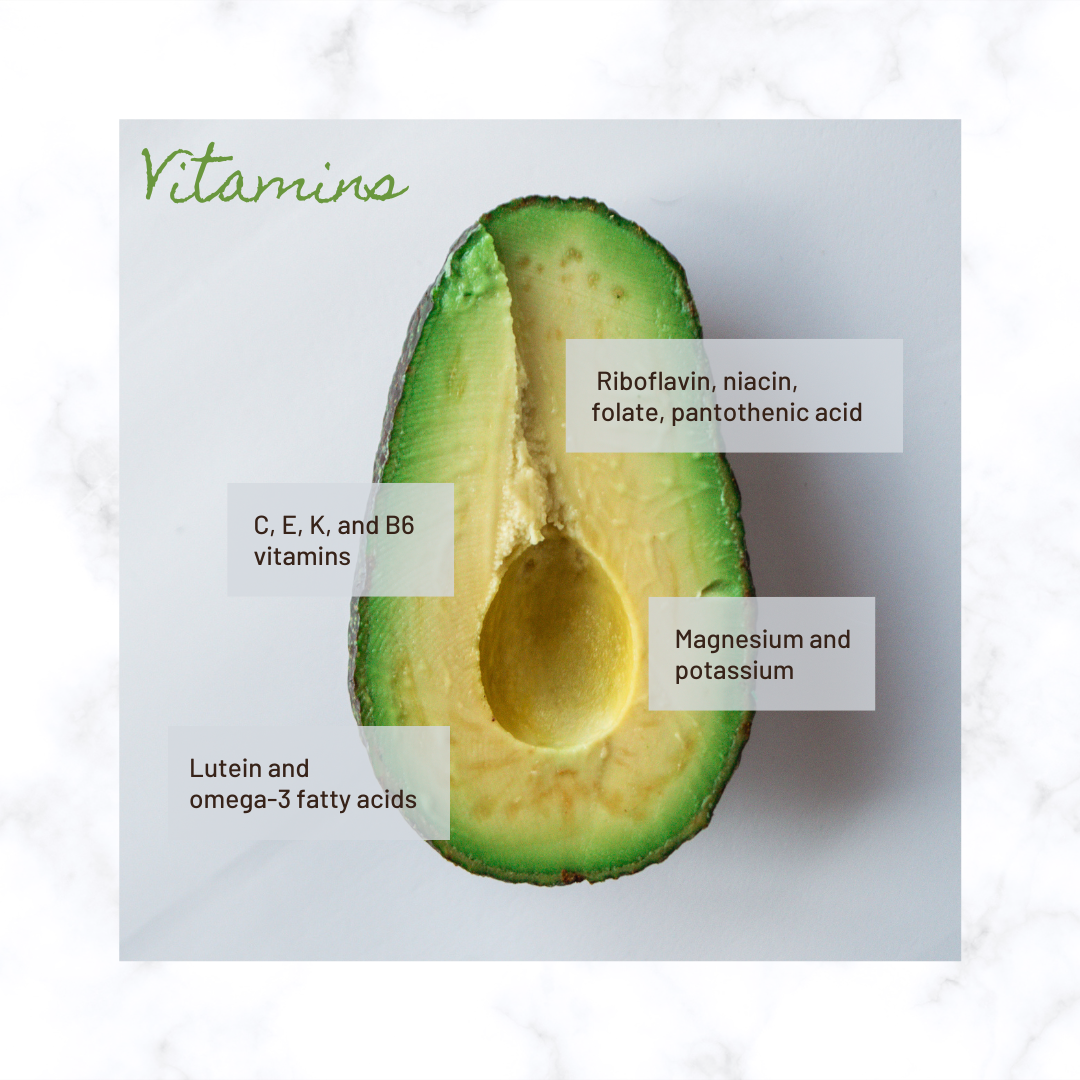 Vitamins
Riboflavin, niacin,
folate, pantothenic acid
C, E, K, and B6
vitamins
Magnesium and
potassium
Lutein and
omega-3 fatty acids